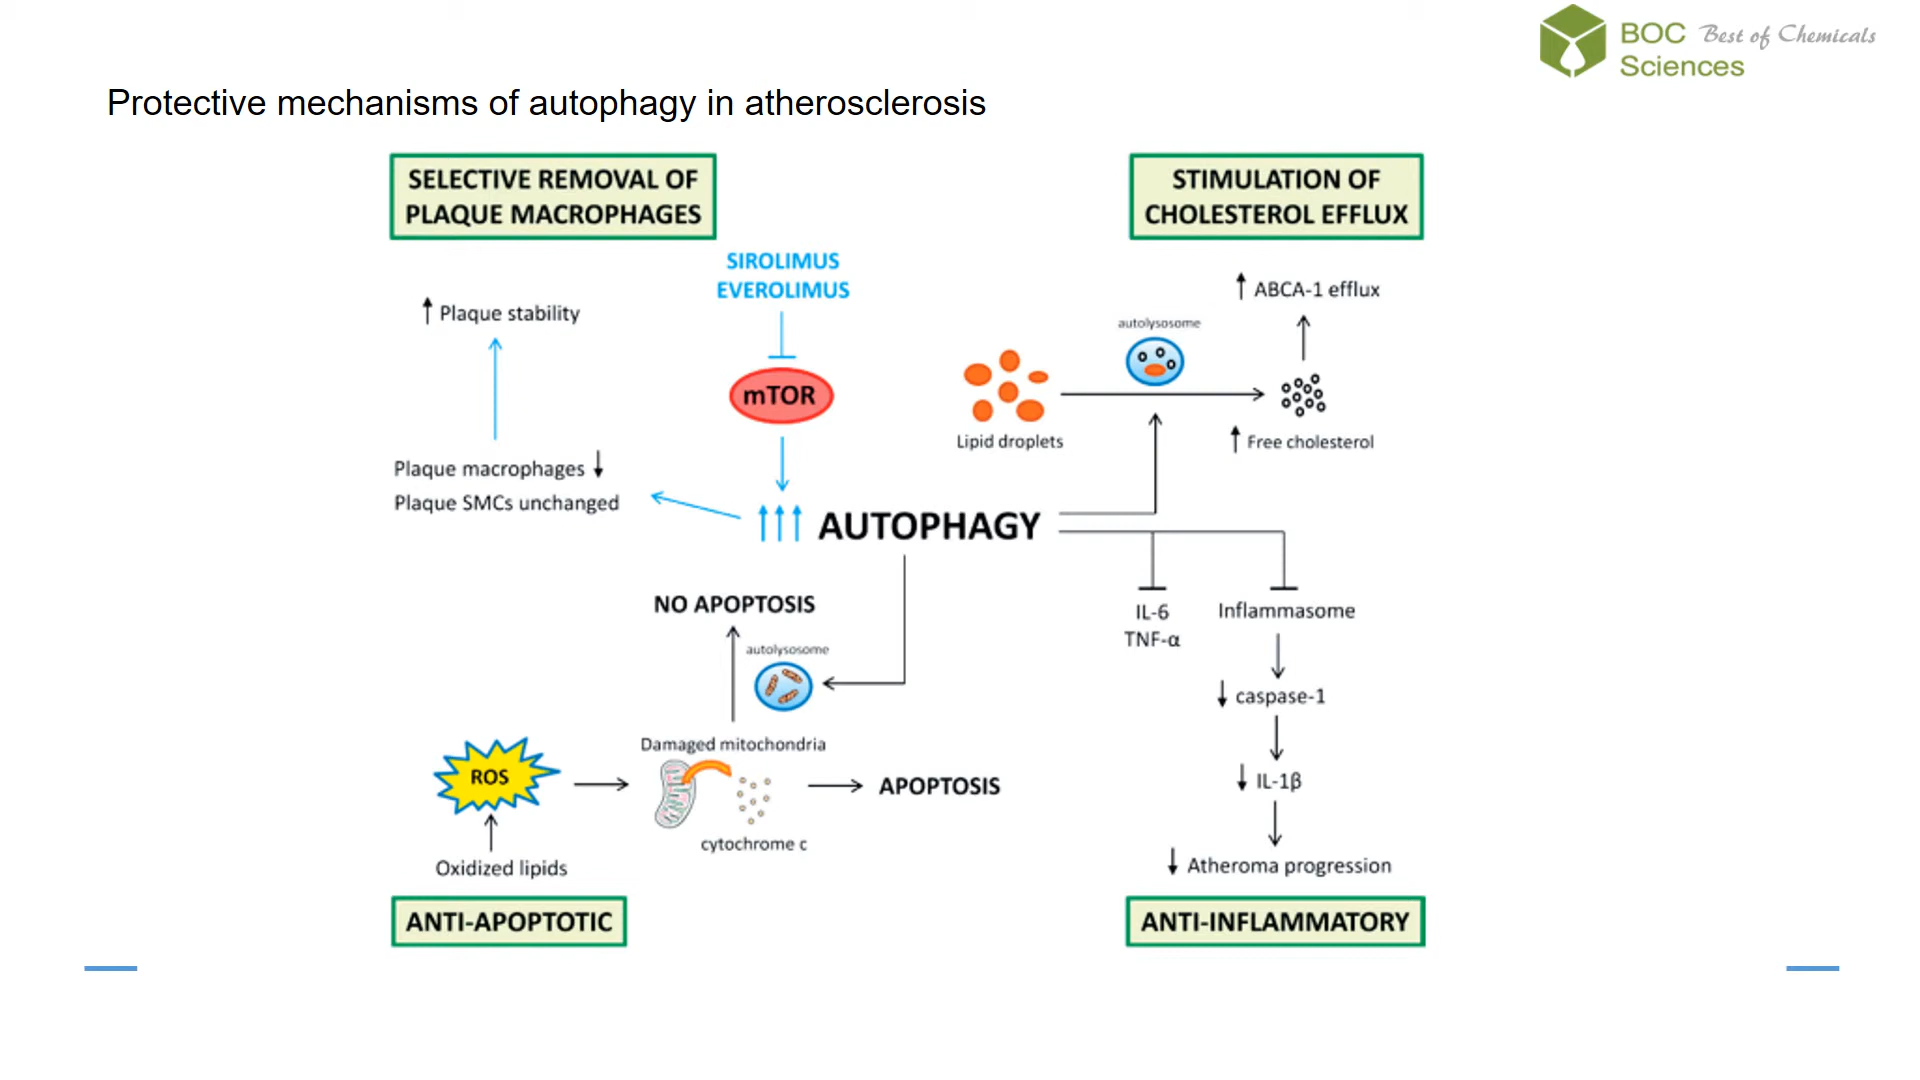 BOC Best of Chemicals
Sciences
Protective mechanisms of autophagy in atherosclerosis
SELECTIVE REMOVAL OF
PLAQUE MACROPHAGES
STIMULATION OF
CHOLESTEROL EFFLUX
SIROLIMUS
EVEROLIMUS
↑ Plaque stability
↑ ABCA-1 efflux
autolysosome
mTOR
Lipid droplets
↑ Free cholesterol
Plaque macrophages ↓
Plaque SMCs unchanged
↑↑↑ AUTOPHAGY
NO APOPTOSIS
autolysosome
IL-6
TNF-α
Inflammasome
↓ caspase-1
Damaged mitochondria
ROS
APOPTOSIS
↓ IL-1β
cytochrome c
Oxidized lipids
↓ Atheroma progression
ANTI-APOPTOTIC
ANTI-INFLAMMATORY